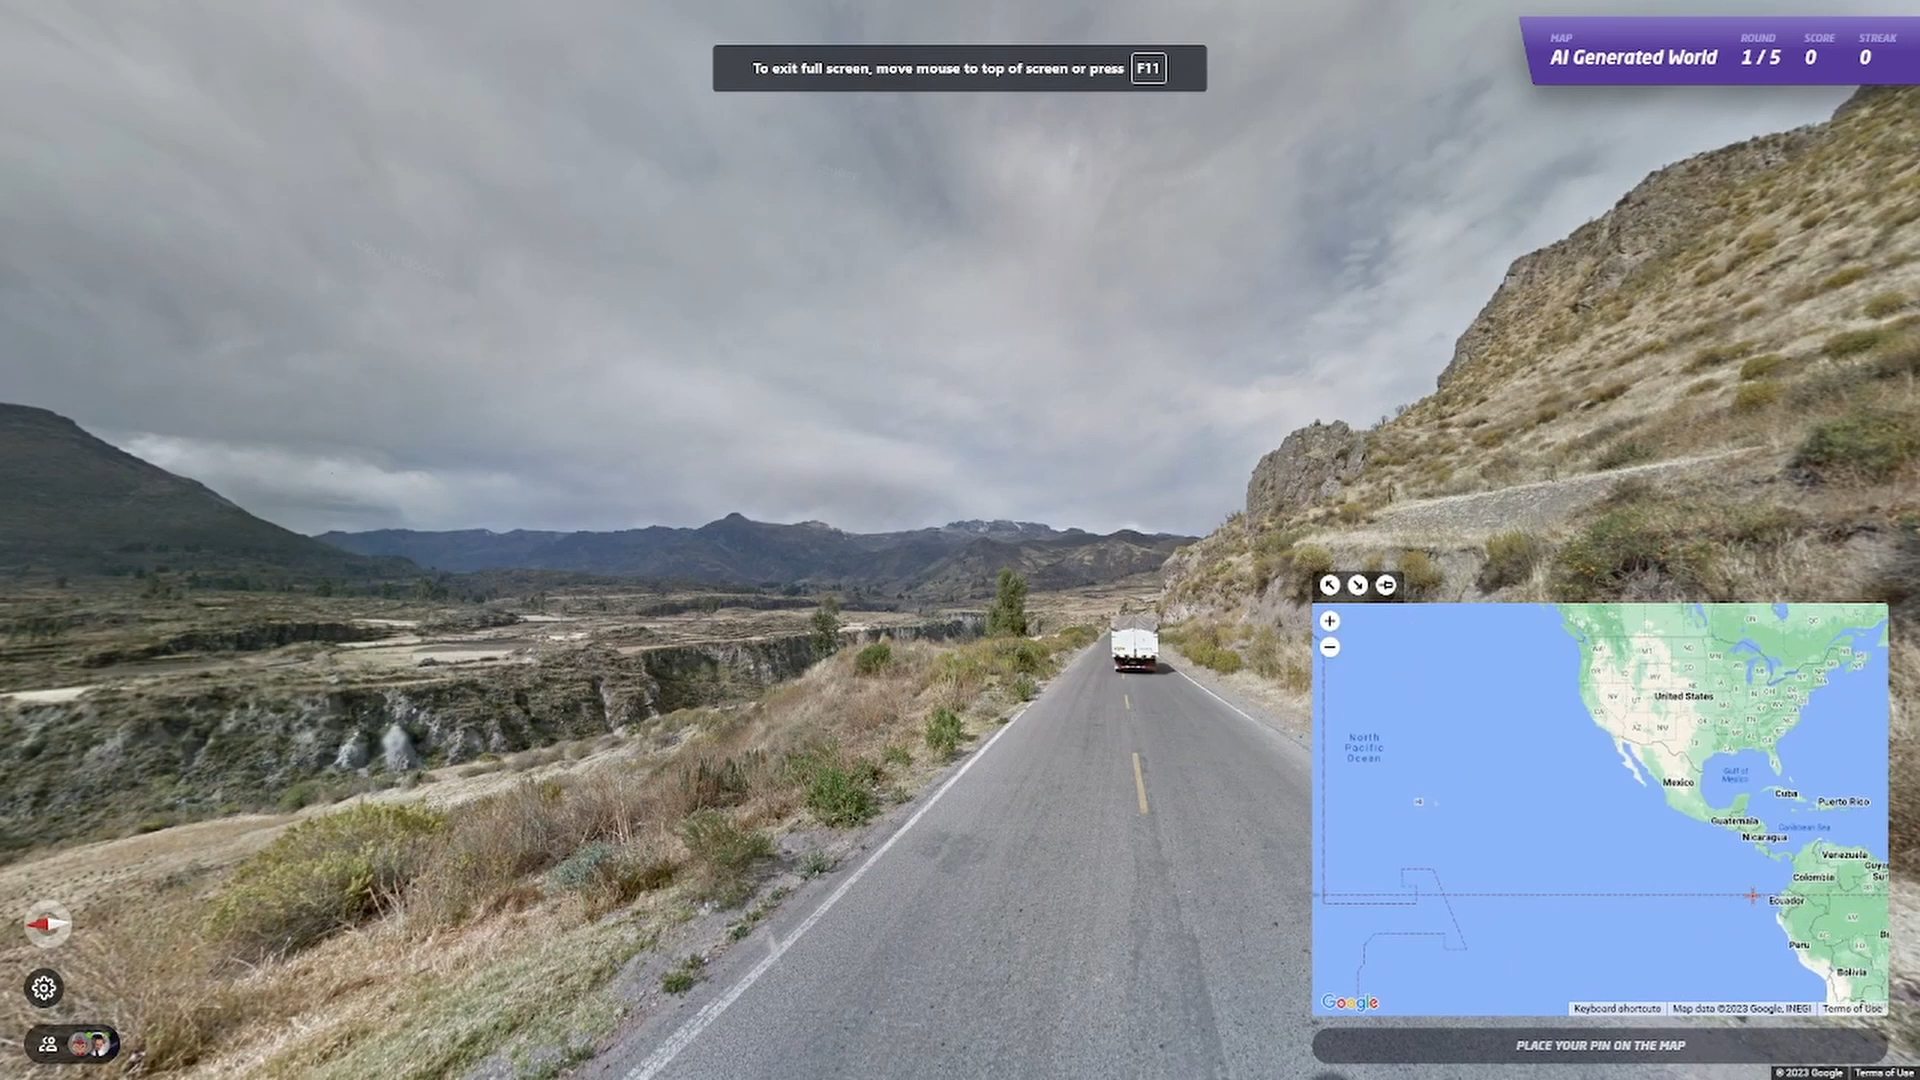 To exit full screen, move mouse to top of screen or press F11
MAP
AI Generated World
ROUND
1 / 5
SCORE
0
STREAK
0
United States
North
Pacific
Ocean
Mexico
Gulf of
Mexico
Cuba
Puerto Rico
Guatemala
Caribbean Sea
Nicaragua
Venezuela
Colombia
Ecuador
Peru
Bolivia
Google
Keyboard shortcuts
Map data ©2023 Google, INEGI
Terms of Use
PLACE YOUR PIN ON THE MAP
© 2023 Google
Terms of Use